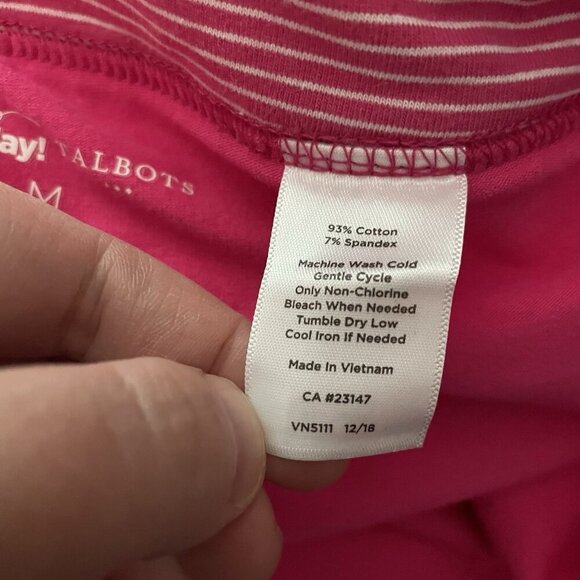 ay! TALBOTS
M
93% Cotton
7% Spandex
Machine Wash Cold
Gentle Cycle
Only Non-Chlorine
Bleach When Needed
Tumble Dry Low
Cool Iron If Needed
Made In Vietnam
CA #23147
VN5111 12/18